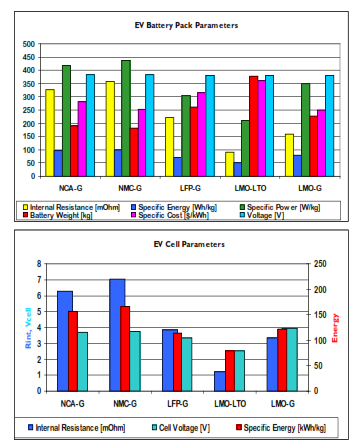 EV Battery Pack Parameters
500
450
400
350
300
250
200
150
100
50
0
NCA-G NMC-G LFP-G LMO-LTO LMO-G
Internal Resistance [mOhm] Specific Energy [Wh/kg] Specific Power [W/kg]
Battery Weight [kg] Specific Cost [$/kWh] Voltage [V]
EV Cell Parameters
8 250
7
6 200
5 150
4
3 100
2 50
1
0 0
Rint, Vcell
Energy
NCA-G NMC-G LFP-G LMO-LTO LMO-G
Internal Resistance [mOhm] Cell Voltage [V] Specific Energy [kWh/kg]